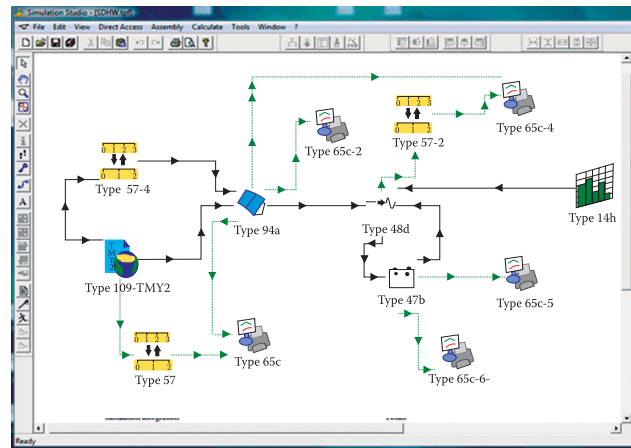 Simulation Studio - [SDHW.tpf]
File Edit View Direct Access Assembly Calculate Tools Window ?
Type 65c-2
Type 57-2
Type 65c-4
Type 57-4
Type 94a
Type 48d
Type 14h
Type 109-TMY2
Type 47b
Type 65c-5
Type 57
Type 65c
Type 65c-6-
Ready